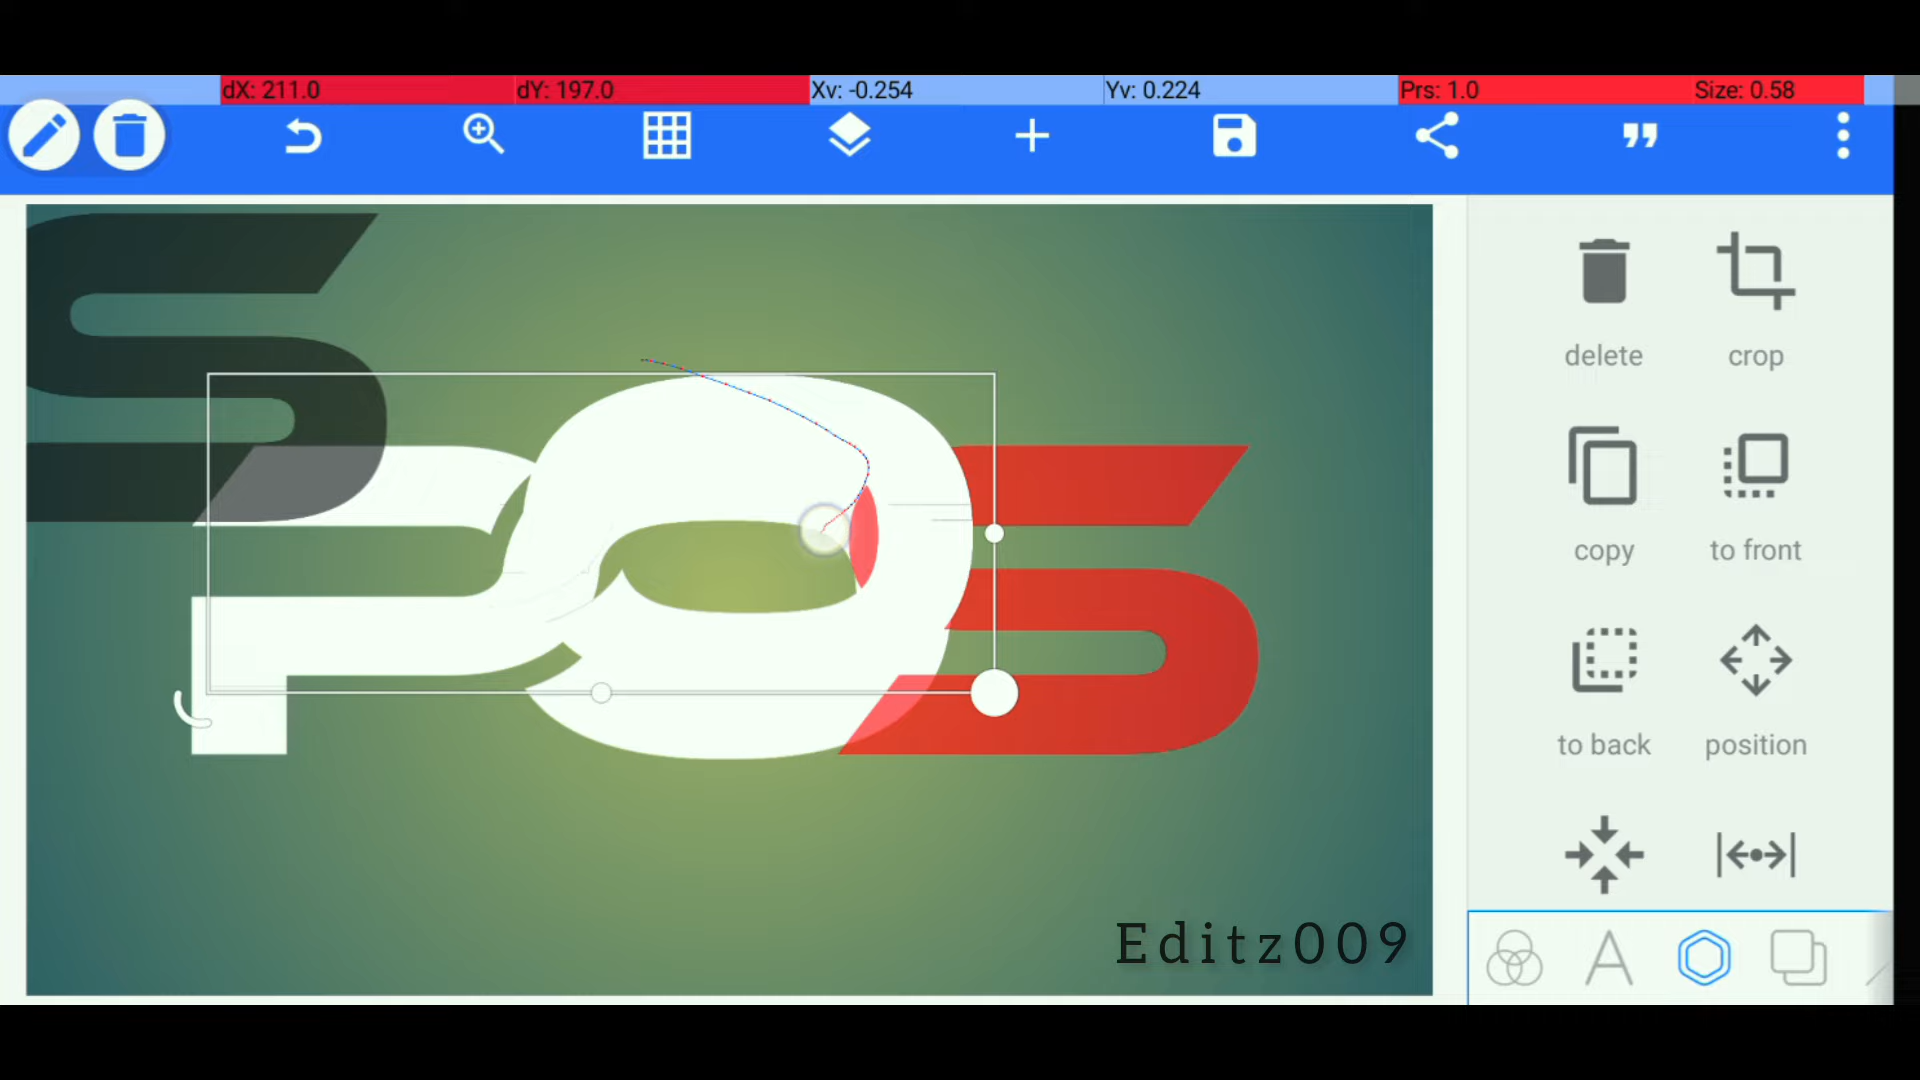 dX: 211.0 dY: 197.0 Xv: -0.254 Yv: 0.224 Prs: 1.0 Size: 0.58
delete crop
copy to front
to back position
S
P O S
Editz009